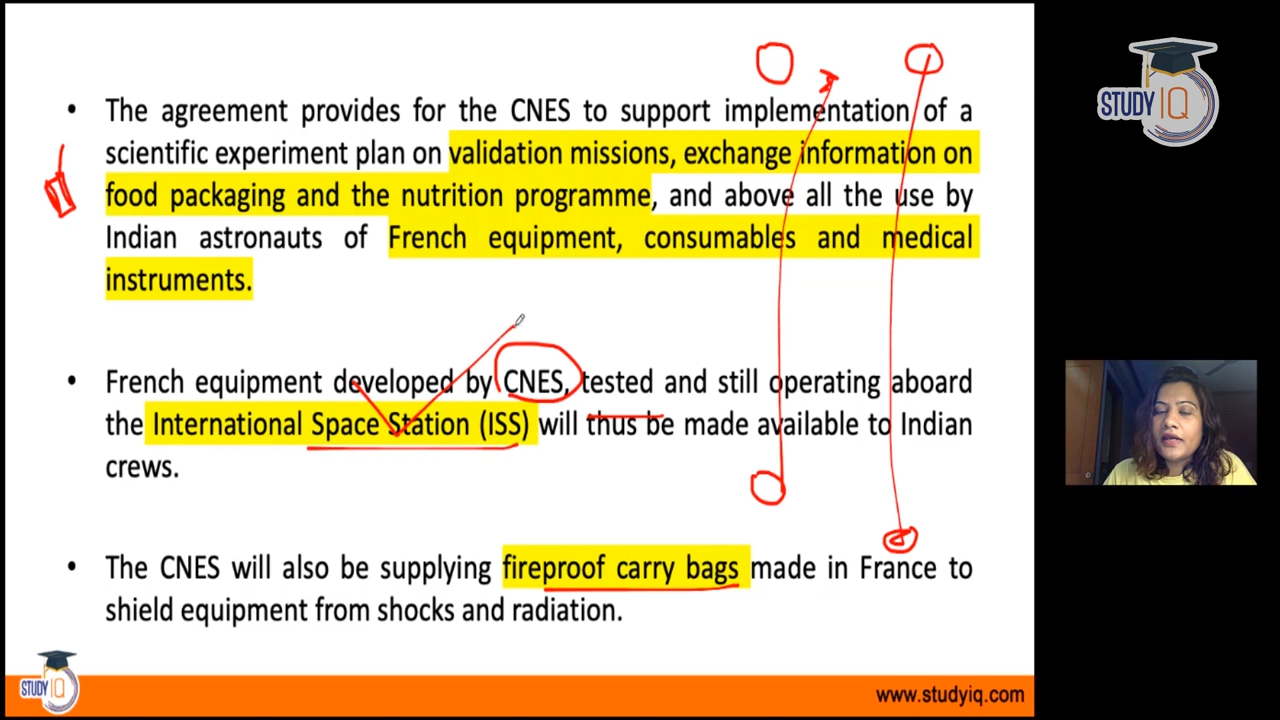 • The agreement provides for the CNES to support implementation of a
scientific experiment plan on validation missions, exchange information on
food packaging and the nutrition programme, and above all the use by
Indian astronauts of French equipment, consumables and medical
instruments.
• French equipment developed by CNES, tested and still operating aboard
the International Space Station (ISS) will thus be made available to Indian
crews.
• The CNES will also be supplying fireproof carry bags made in France to
shield equipment from shocks and radiation.
STUDY IQ
STUDY IQ
www.studyiq.com